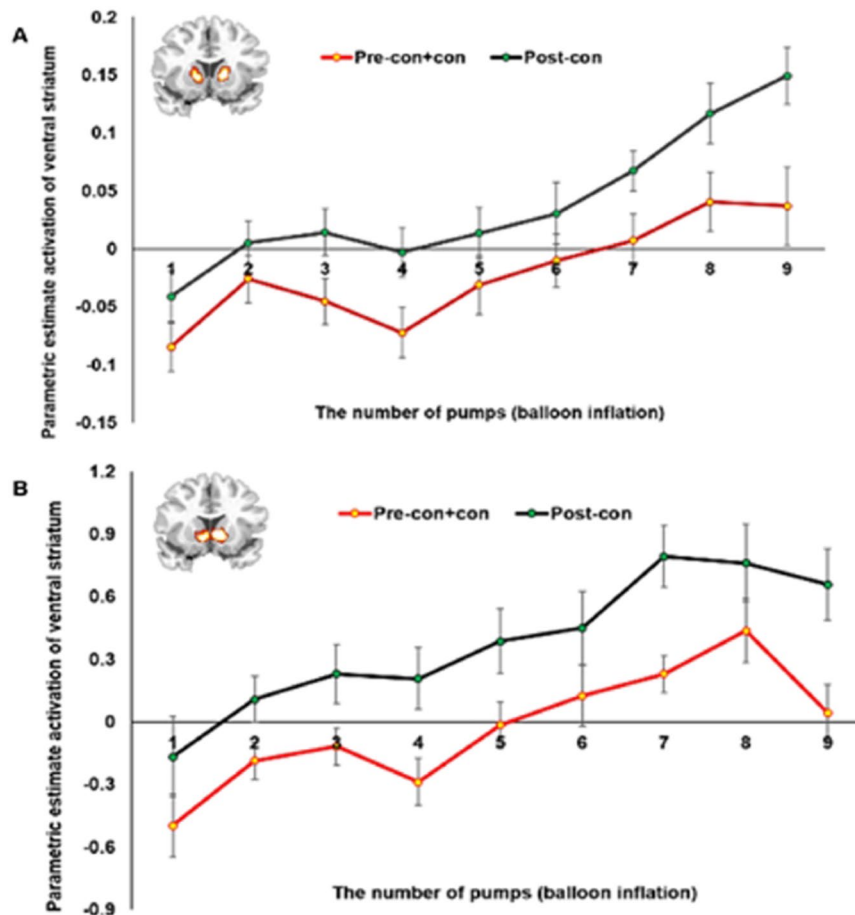 A
Parametric estimate activation of ventral striatum
0.2
0.15
0.1
0.05
0
-0.05
-0.1
-0.15
Pre-con+con
Post-con
1 2 3 4 5 6 7 8 9
The number of pumps (balloon inflation)
B
Parametric estimate activation of ventral striatum
1.2
0.9
0.6
0.3
0
-0.3
-0.6
-0.9
Pre-con+con
Post-con
1 2 3 4 5 6 7 8 9
The number of pumps (balloon inflation)